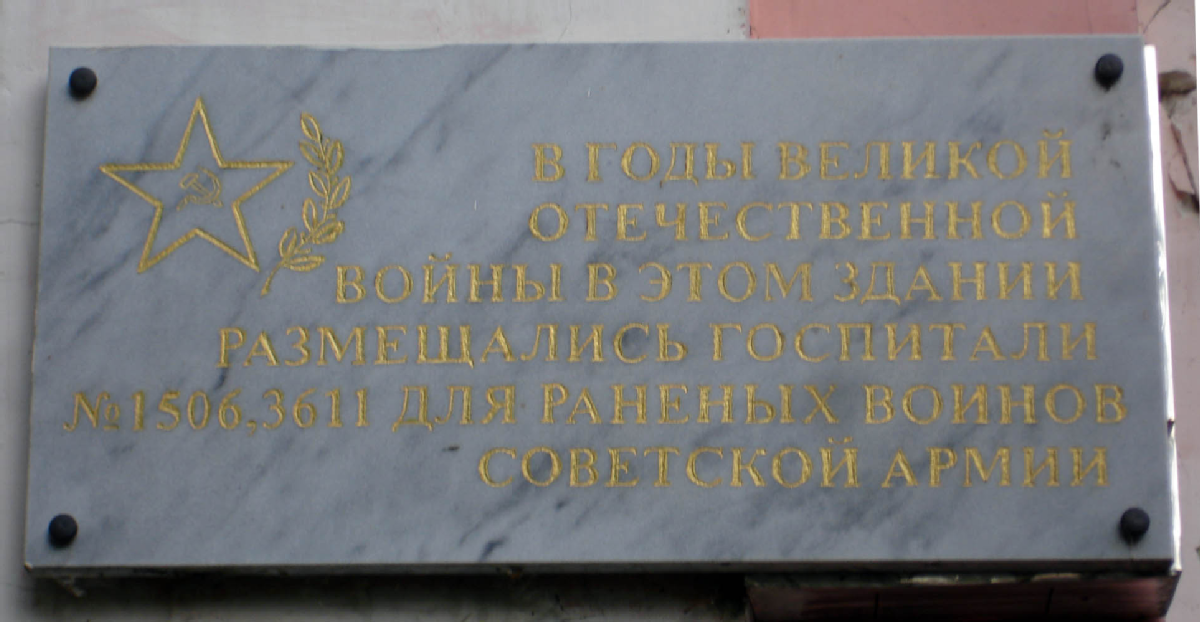 В ГОДЫ ВЕЛИКОЙ
ОТЕЧЕСТВЕННОЙ
ВОЙНЫ В ЭТОМ ЗДАНИИ
РАЗМЕЩАЛИСЬ ГОСПИТАЛИ
№1506,3611 ДЛЯ РАНЕНЫХ ВОИНОВ
СОВЕТСКОЙ АРМИИ